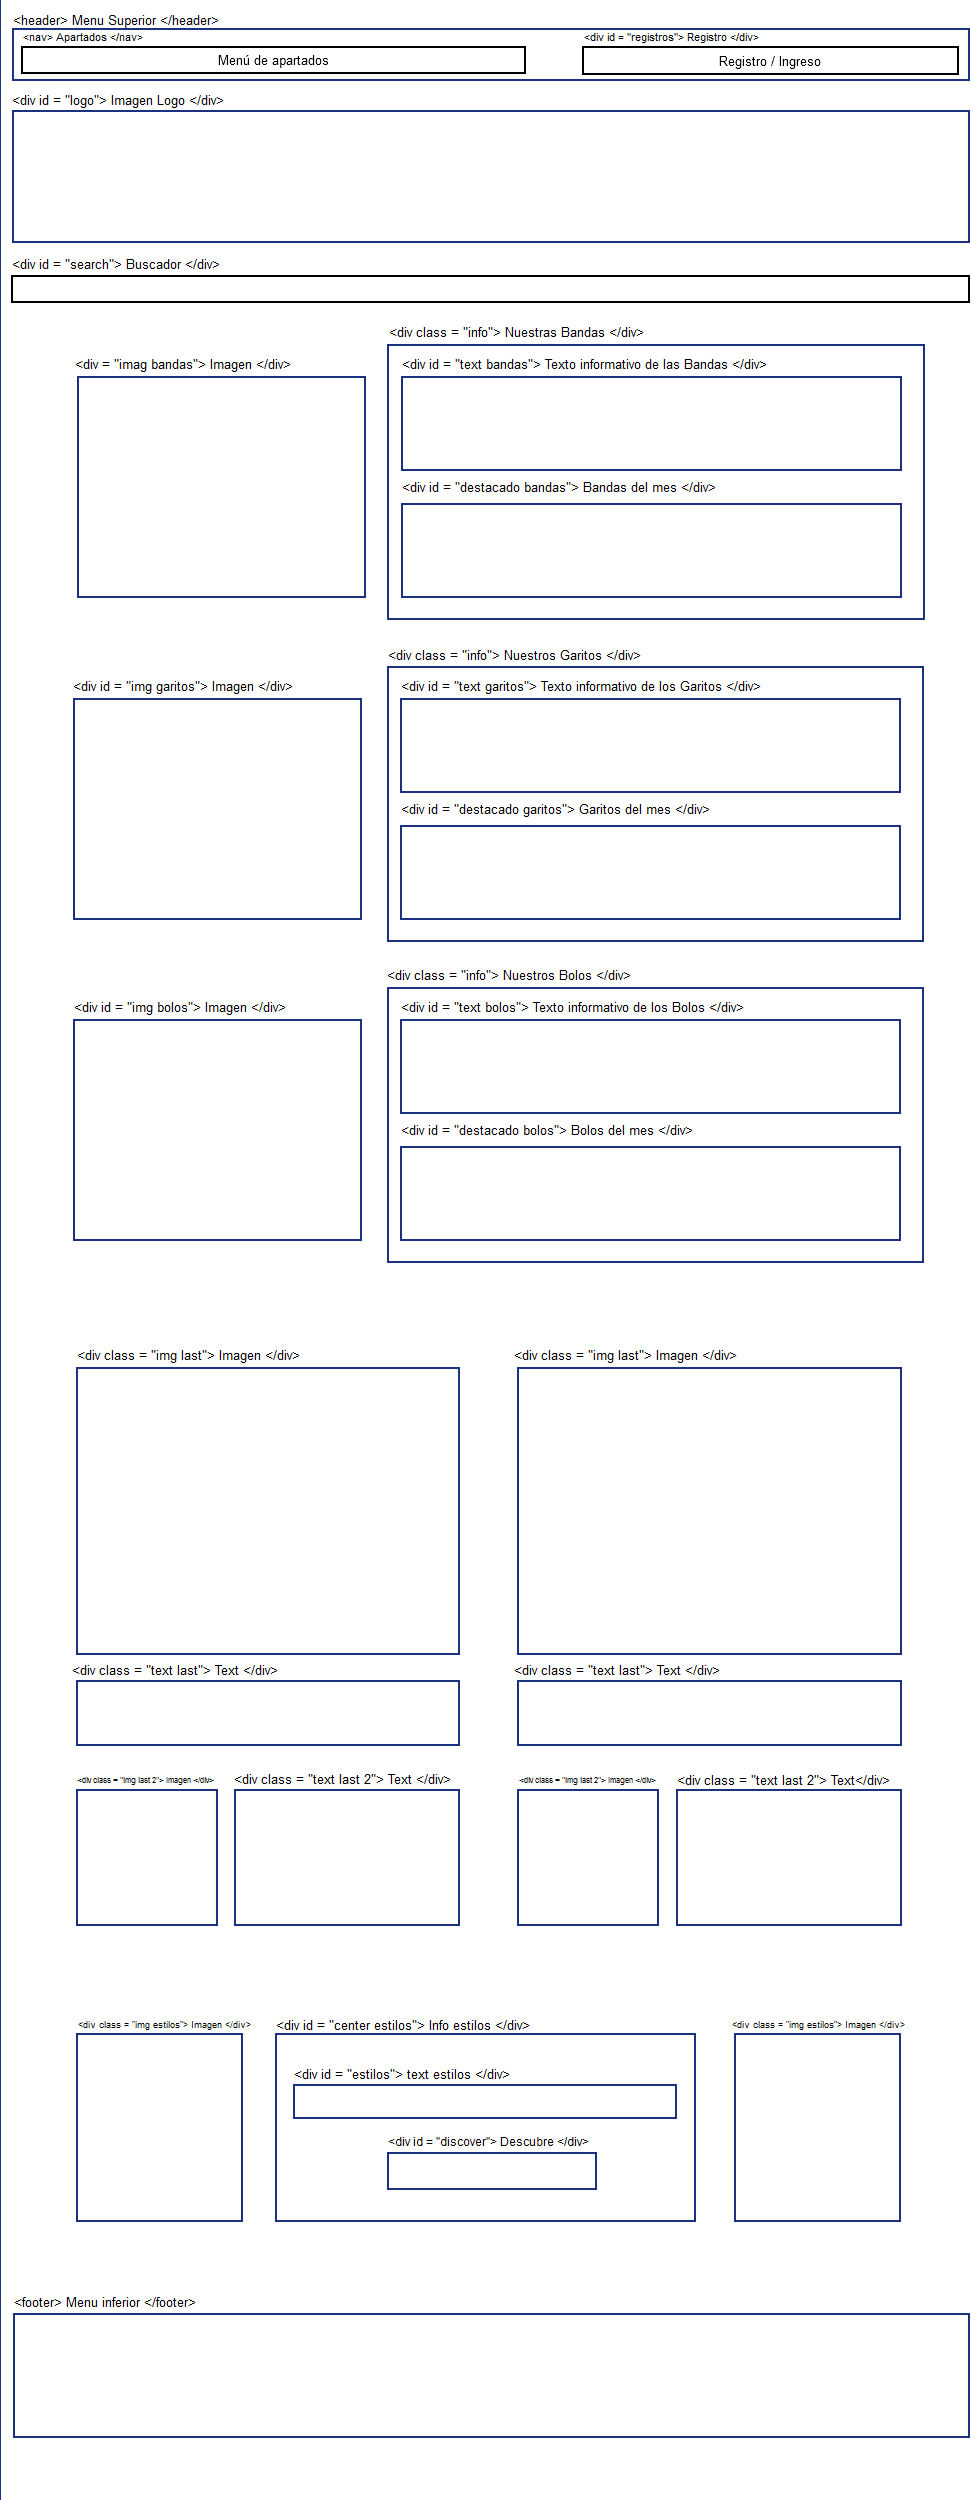 <header> Menu Superior </header>
<nav> Apartados </nav>
<div id = "registros"> Registro </div>
Menú de apartados
Registro / Ingreso
<div id = "logo"> Imagen Logo </div>
<div id = "search"> Buscador </div>
<div class = "info"> Nuestras Bandas </div>
<div = "imag bandas"> Imagen </div>
<div id = "text bandas"> Texto informativo de las Bandas </div>
<div id = "destacado bandas"> Bandas del mes </div>
<div class = "info"> Nuestros Garitos </div>
<div id = "img garitos"> Imagen </div>
<div id = "text garitos"> Texto informativo de los Garitos </div>
<div id = "destacado garitos"> Garitos del mes </div>
<div class = "info"> Nuestros Bolos </div>
<div id = "img bolos"> Imagen </div>
<div id = "text bolos"> Texto informativo de los Bolos </div>
<div id = "destacado bolos"> Bolos del mes </div>
<div class = "img last"> Imagen </div>
<div class = "img last"> Imagen </div>
<div class = "text last"> Text </div>
<div class = "text last"> Text </div>
<div class = "img last 2"> Imagen </div>
<div class = "text last 2"> Text </div>
<div class = "img last 2"> Imagen </div>
<div class = "text last 2"> Text</div>
<div class = "img estilos"> Imagen </div>
<div id = "center estilos"> Info estilos </div>
<div class = "img estilos"> Imagen </div>
<div id = "estilos"> text estilos </div>
<div id = "discover"> Descubre </div>
<footer> Menu inferior </footer>